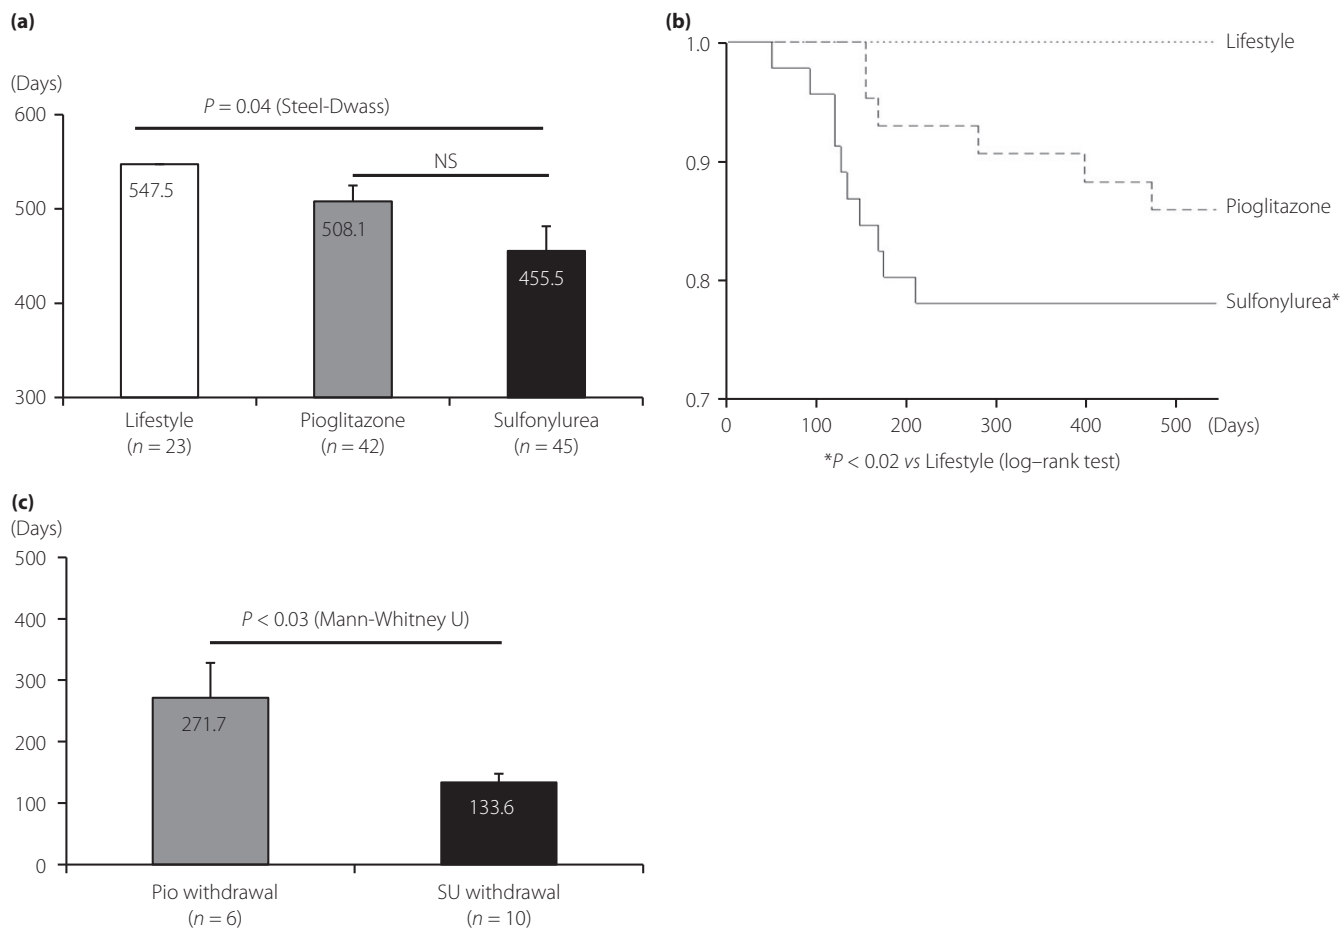 (a)
(Days)
P = 0.04 (Steel-Dwass)
NS
600
500
400
300
547.5
508.1
455.5
Lifestyle
(n = 23)
Pioglitazone
(n = 42)
Sulfonylurea
(n = 45)
(b)
1.0
0.9
0.8
0.7
Lifestyle
Pioglitazone
Sulfonylurea*
0 100 200 300 400 500 (Days)
*P < 0.02 vs Lifestyle (log–rank test)
(c)
(Days)
500
400
300
200
100
0
P < 0.03 (Mann-Whitney U)
271.7
133.6
Pio withdrawal
(n = 6)
SU withdrawal
(n = 10)